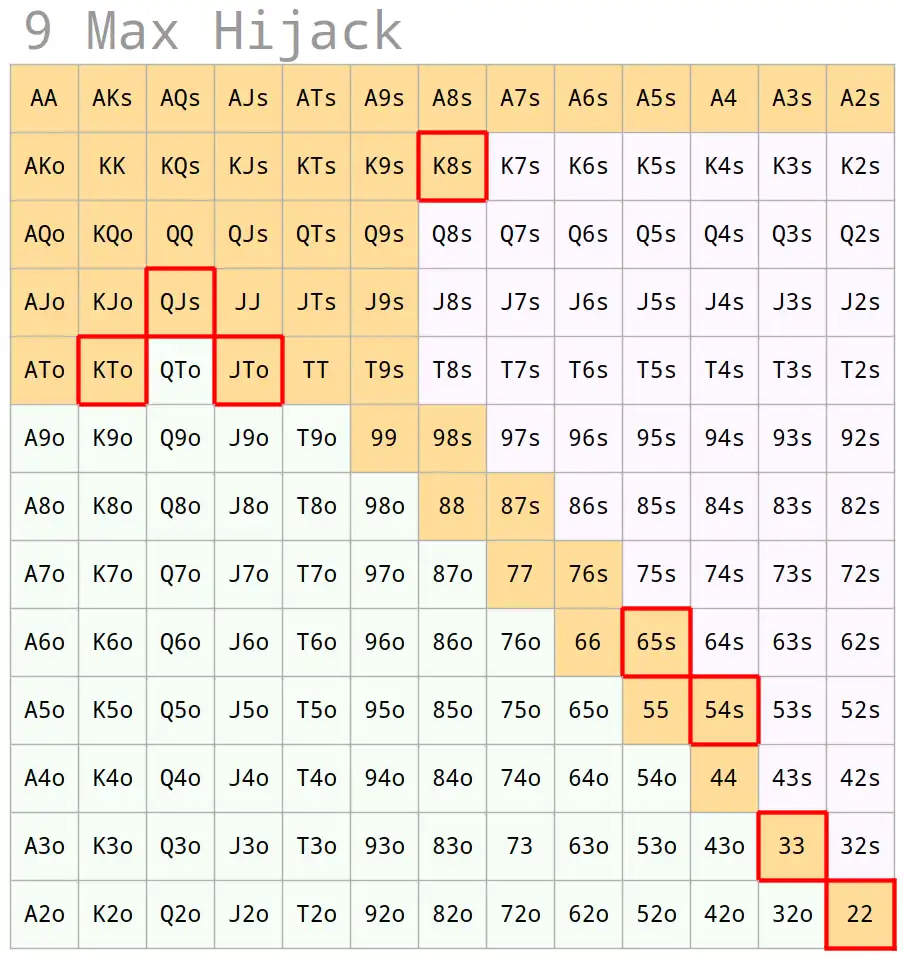 9 Max Hijack
AA AKs AQs AJs ATs A9s A8s A7s A6s A5s A4 A3s A2s
AKo KK KQs KJs KTs K9s K8s K7s K6s K5s K4s K3s K2s
AQo KQo QQ QJs QTs Q9s Q8s Q7s Q6s Q5s Q4s Q3s Q2s
AJo KJo QJs JJ JTs J9s J8s J7s J6s J5s J4s J3s J2s
ATo KTo QTo JTo TT T9s T8s T7s T6s T5s T4s T3s T2s
A9o K9o Q9o J9o T9o 99 98s 97s 96s 95s 94s 93s 92s
A8o K8o Q8o J8o T8o 98o 88 87s 86s 85s 84s 83s 82s
A7o K7o Q7o J7o T7o 97o 87o 77 76s 75s 74s 73s 72s
A6o K6o Q6o J6o T6o 96o 86o 76o 66 65s 64s 63s 62s
A5o K5o Q5o J5o T5o 95o 85o 75o 65o 55 54s 53s 52s
A4o K4o Q4o J4o T4o 94o 84o 74o 64o 54o 44 43s 42s
A3o K3o Q3o J3o T3o 93o 83o 73 63o 53o 43o 33 32s
A2o K2o Q2o J2o T2o 92o 82o 72o 62o 52o 42o 32o 22